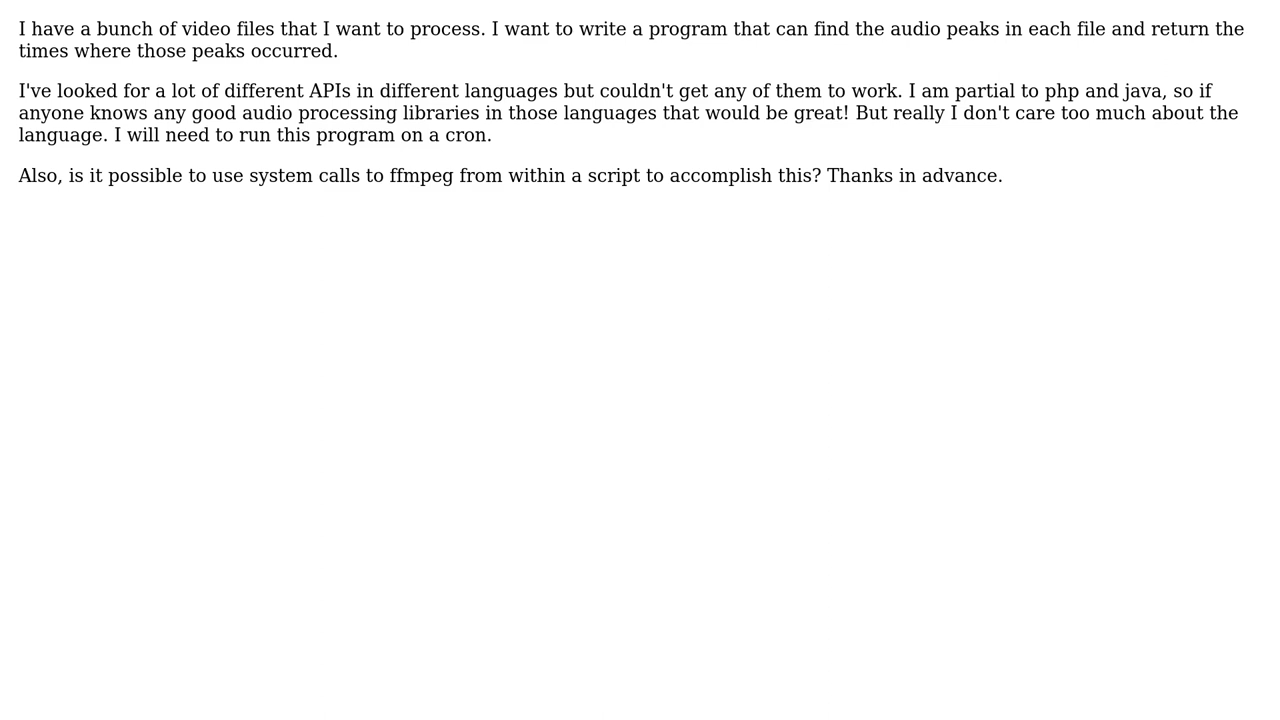 I have a bunch of video files that I want to process. I want to write a program that can find the audio peaks in each file and return the
times where those peaks occurred.
I've looked for a lot of different APIs in different languages but couldn't get any of them to work. I am partial to php and java, so if
anyone knows any good audio processing libraries in those languages that would be great! But really I don't care too much about the
language. I will need to run this program on a cron.
Also, is it possible to use system calls to ffmpeg from within a script to accomplish this? Thanks in advance.